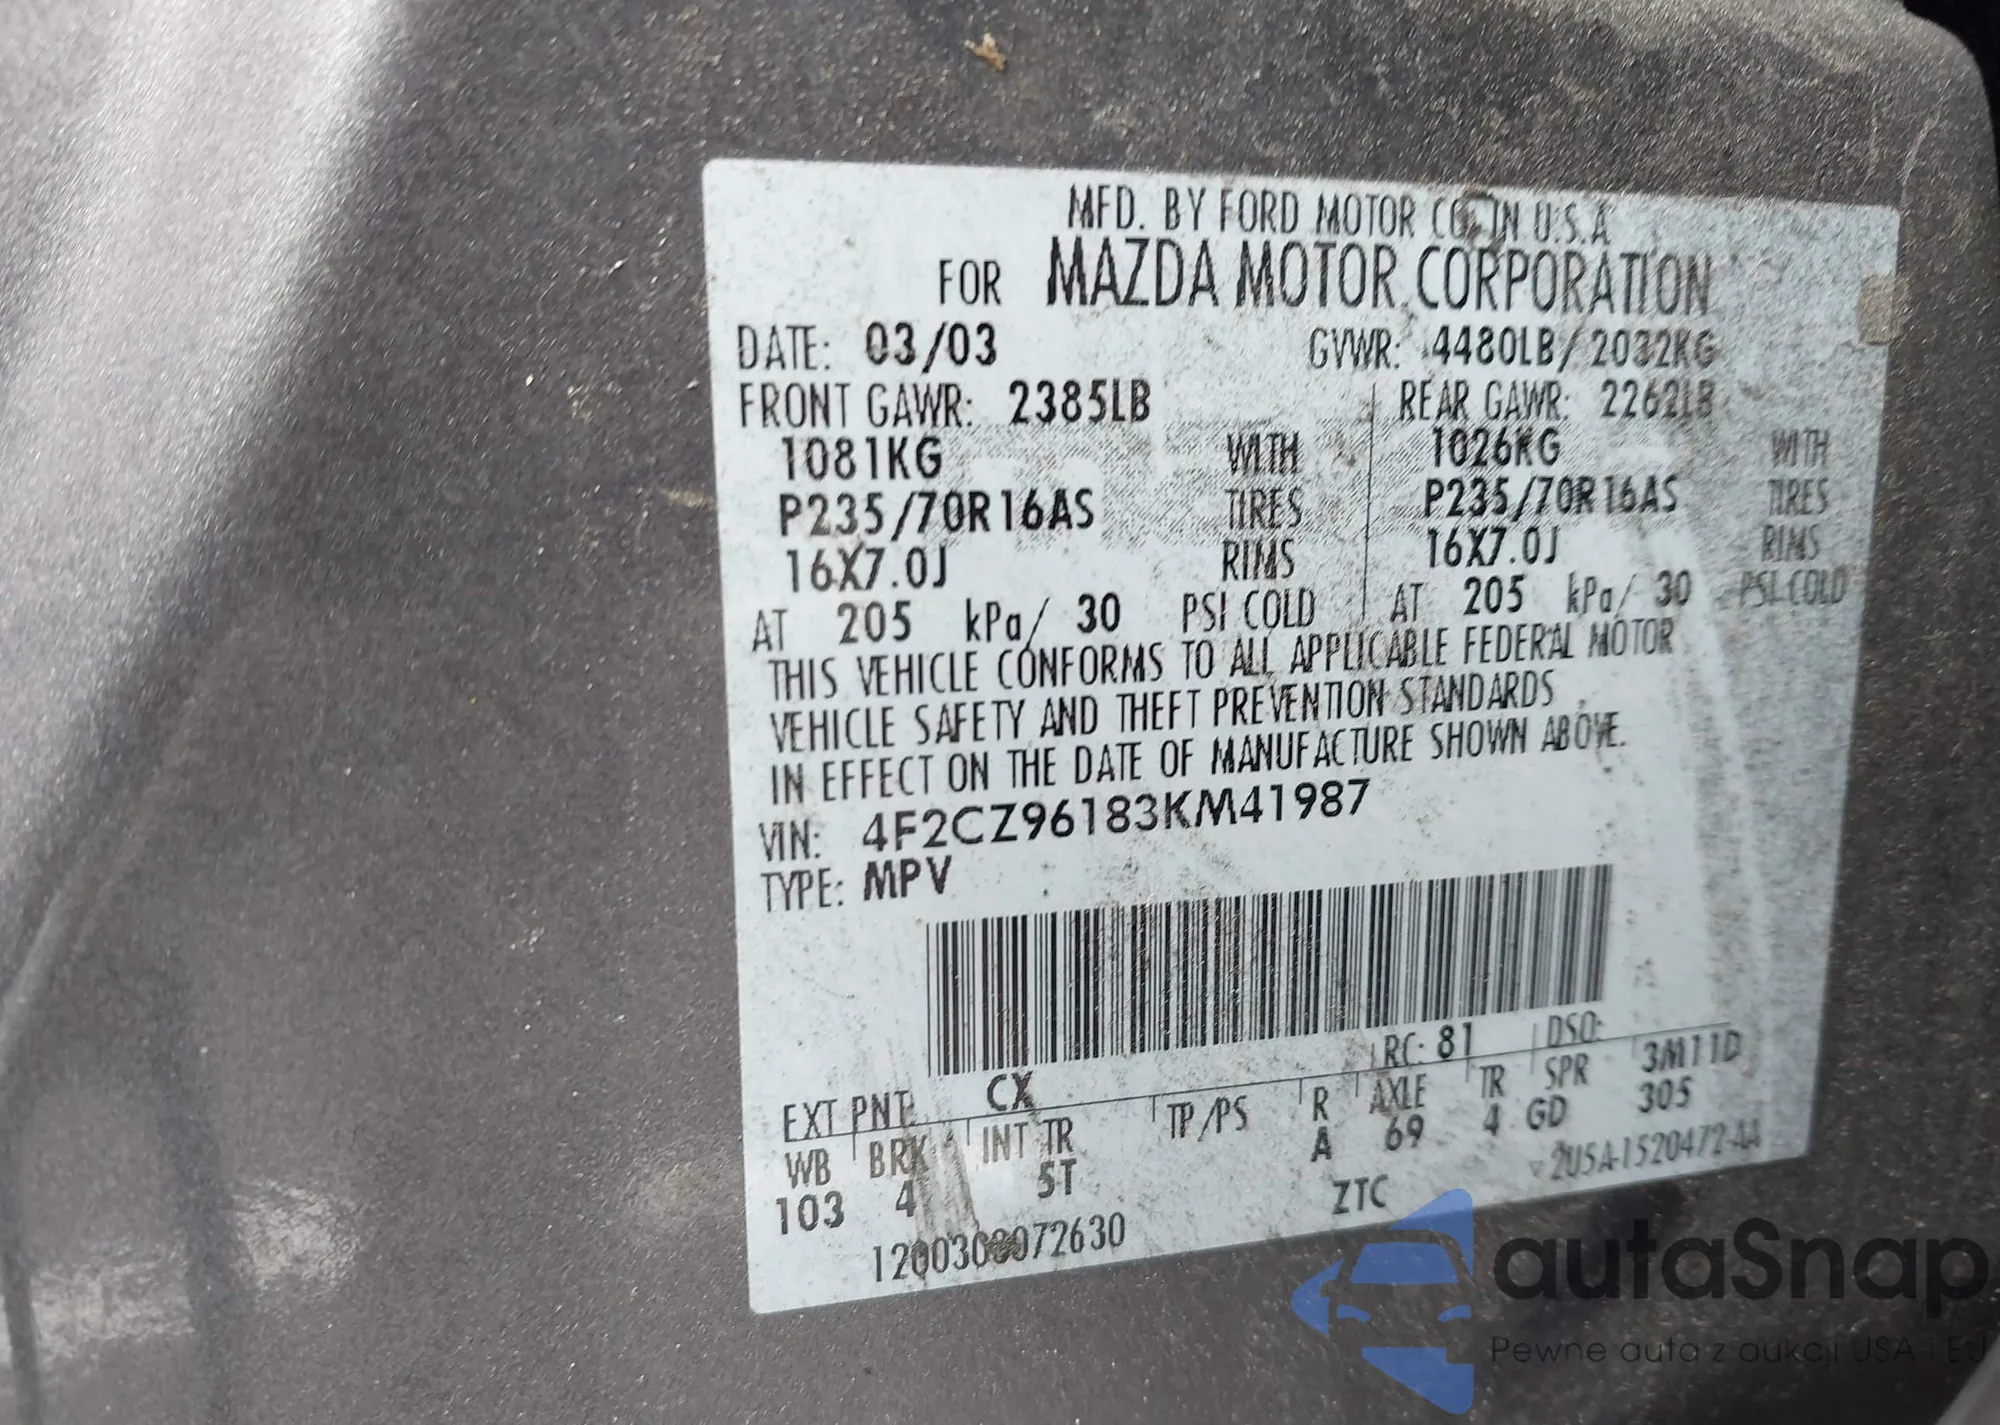 MFD. BY FORD MOTOR CO. IN U.S.A
FOR MAZDA MOTOR CORPORATION
DATE: 03/03 GVWR: 4480LB/2032KG
FRONT GAWR: 2385LB REAR GAWR: 2262LB
1081KG WITH 1026KG WITH
P235/70R16AS TIRES P235/70R16AS TIRES
16X7.0J RIMS 16X7.0J RIMS
AT 205 kPa/ 30 PSI COLD AT 205 kPa/ 30 PSI COLD
THIS VEHICLE CONFORMS TO ALL APPLICABLE FEDERAL MOTOR
VEHICLE SAFETY AND THEFT PREVENTION STANDARDS
IN EFFECT ON THE DATE OF MANUFACTURE SHOWN ABOVE.
VIN: 4F2CZ96183KM41987
TYPE: MPV
EXT PNT: CX RC: 81 DSO:
WB BRK INT TR TP/PS R AXLE TR SPR 3M11D
103 4 5T A 69 4 GD 305
1200300072630 ZTC ▽2U5A-1520472-AA
autaSnap
Pewne auta z aukcji USA i EU